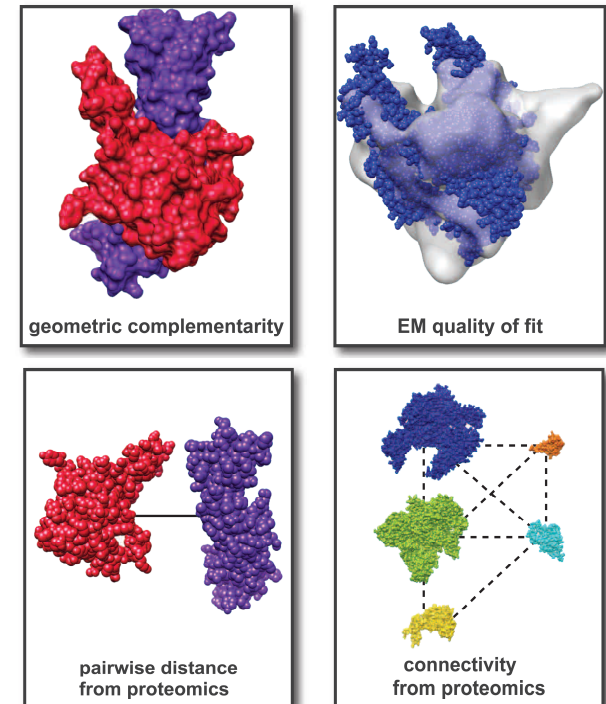 geometric complementarity
EM quality of fit
pairwise distance
from proteomics
connectivity
from proteomics